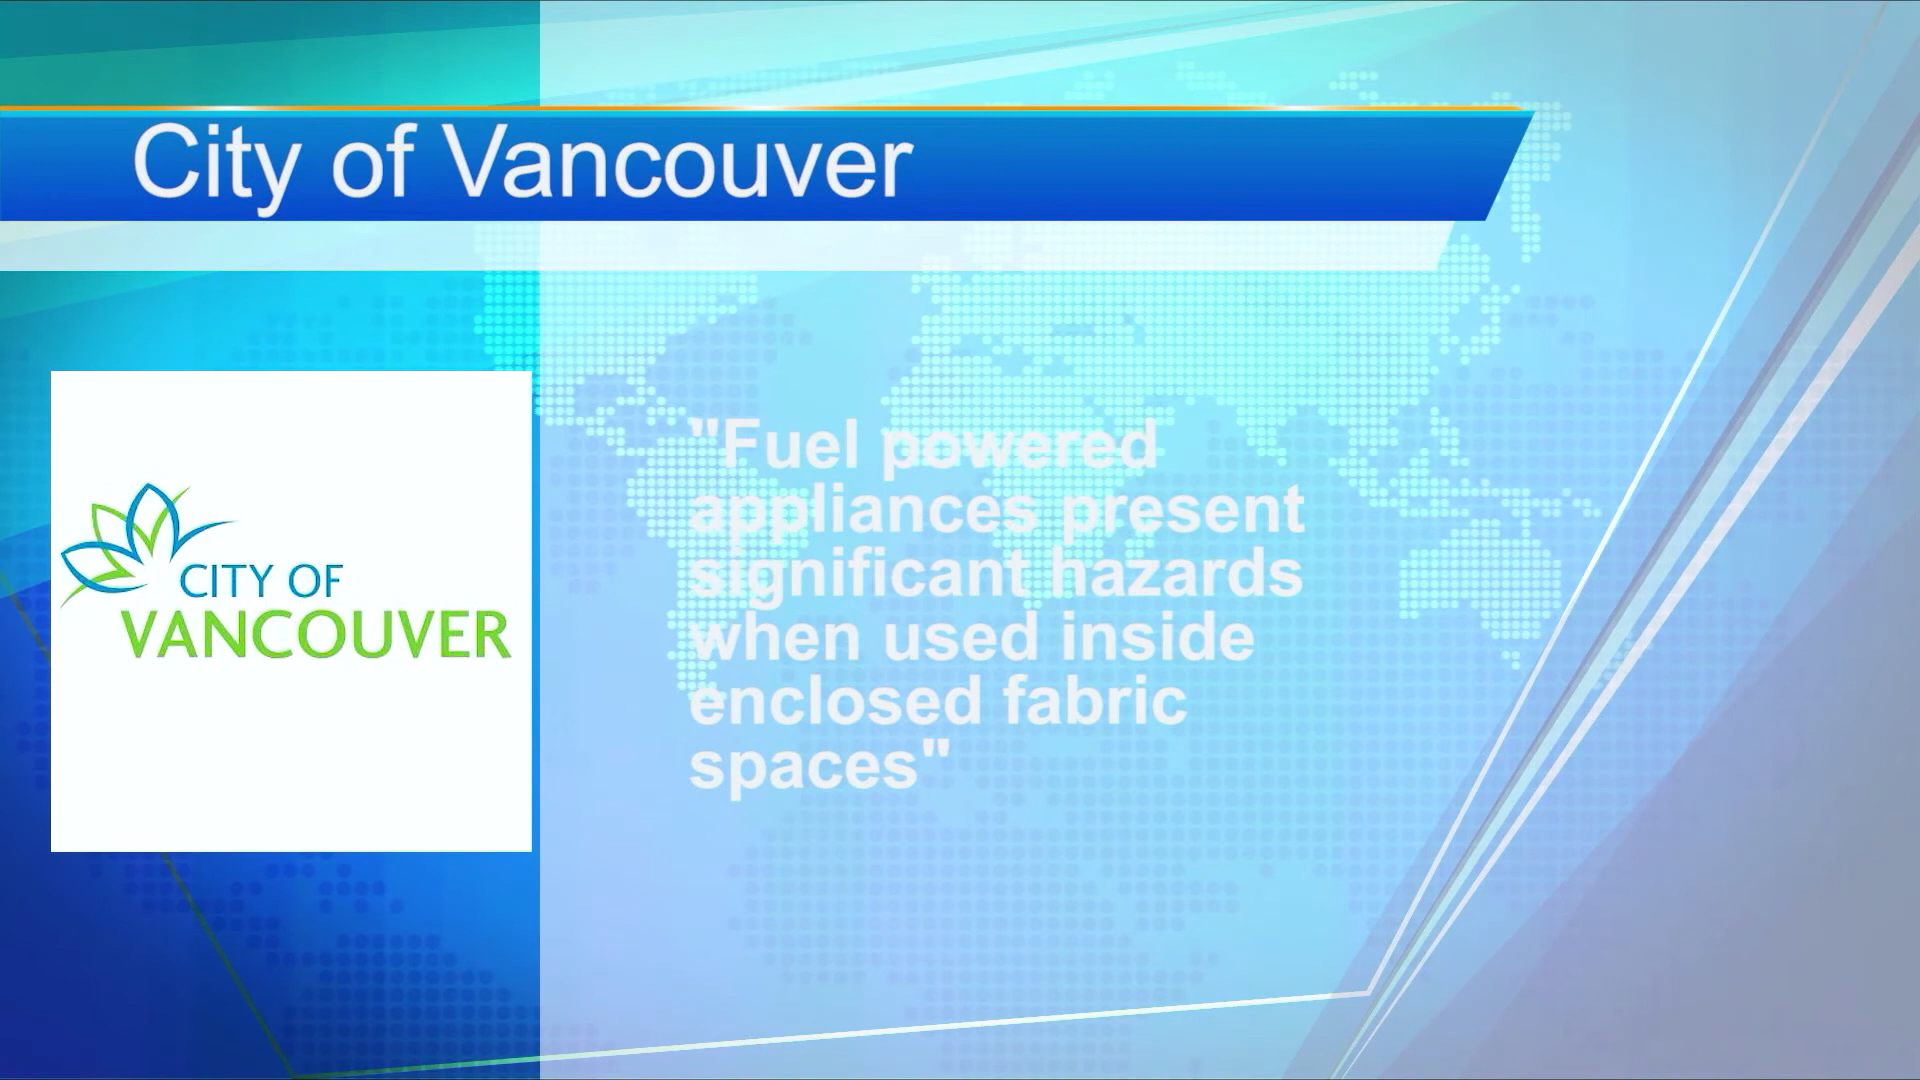 City of Vancouver
CITY OF
VANCOUVER
"Fuel powered
appliances present
significant hazards
when used inside
enclosed fabric
spaces"